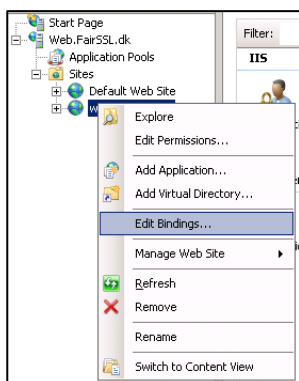 Start Page
Web.FairSSL.dk
Application Pools
Sites
Default Web Site
Filter:
IIS
Explore
Edit Permissions...
Add Application...
Add Virtual Directory...
Edit Bindings...
Manage Web Site
Refresh
Remove
Rename
Switch to Content View